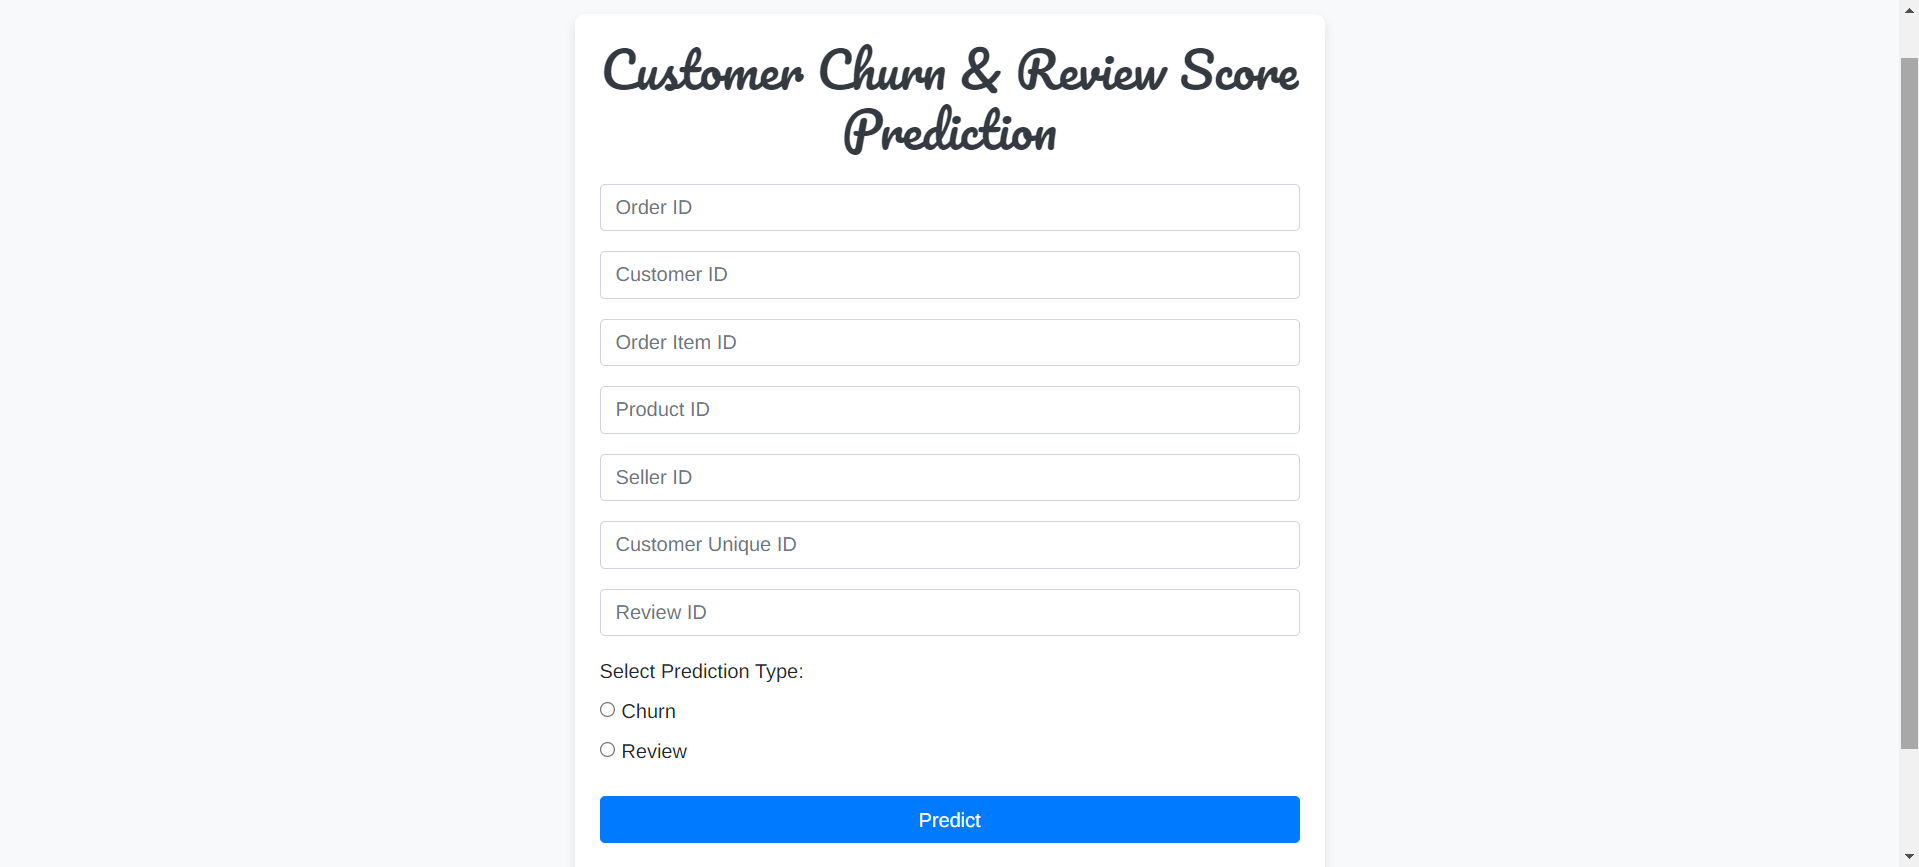 Customer Churn & Review Score
Prediction
Order ID
Customer ID
Order Item ID
Product ID
Seller ID
Customer Unique ID
Review ID
Select Prediction Type:
Churn
Review
Predict